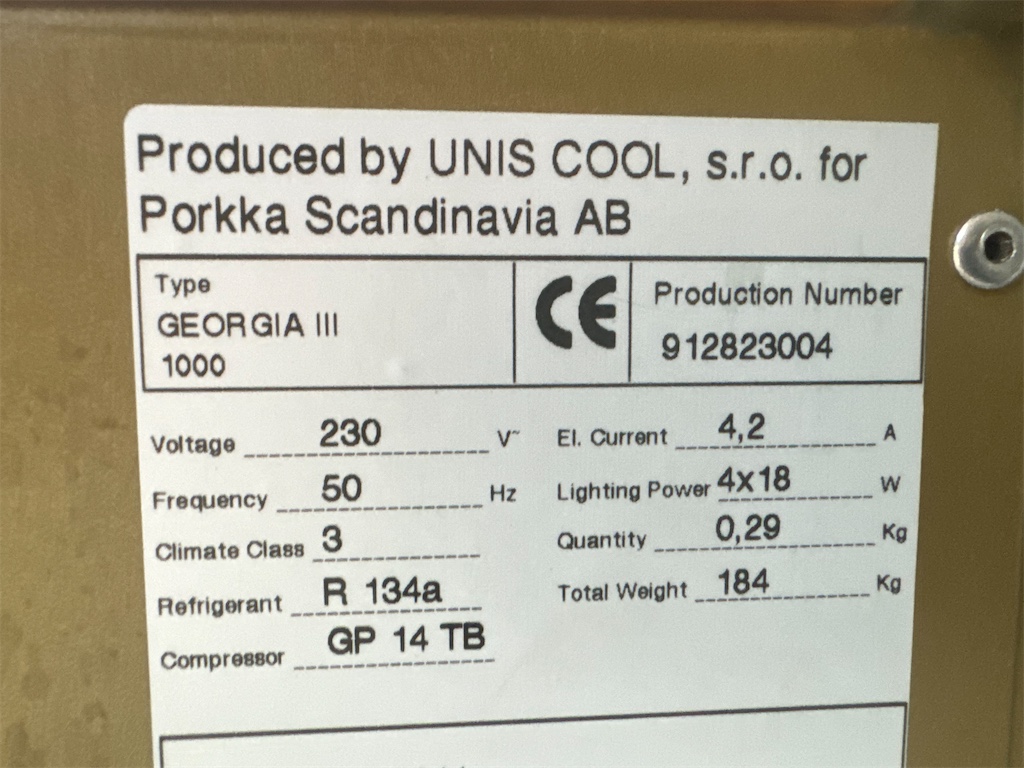 Produced by UNIS COOL, s.r.o. for
Porkka Scandinavia AB
Type
GEORGIA III
1000
CE
Production Number
912823004
Voltage 230 V~
El. Current 4,2 A
Frequency 50 Hz
Lighting Power 4x18 W
Climate Class 3
Quantity 0,29 Kg
Refrigerant R 134a
Total Weight 184 Kg
Compressor GP 14 TB